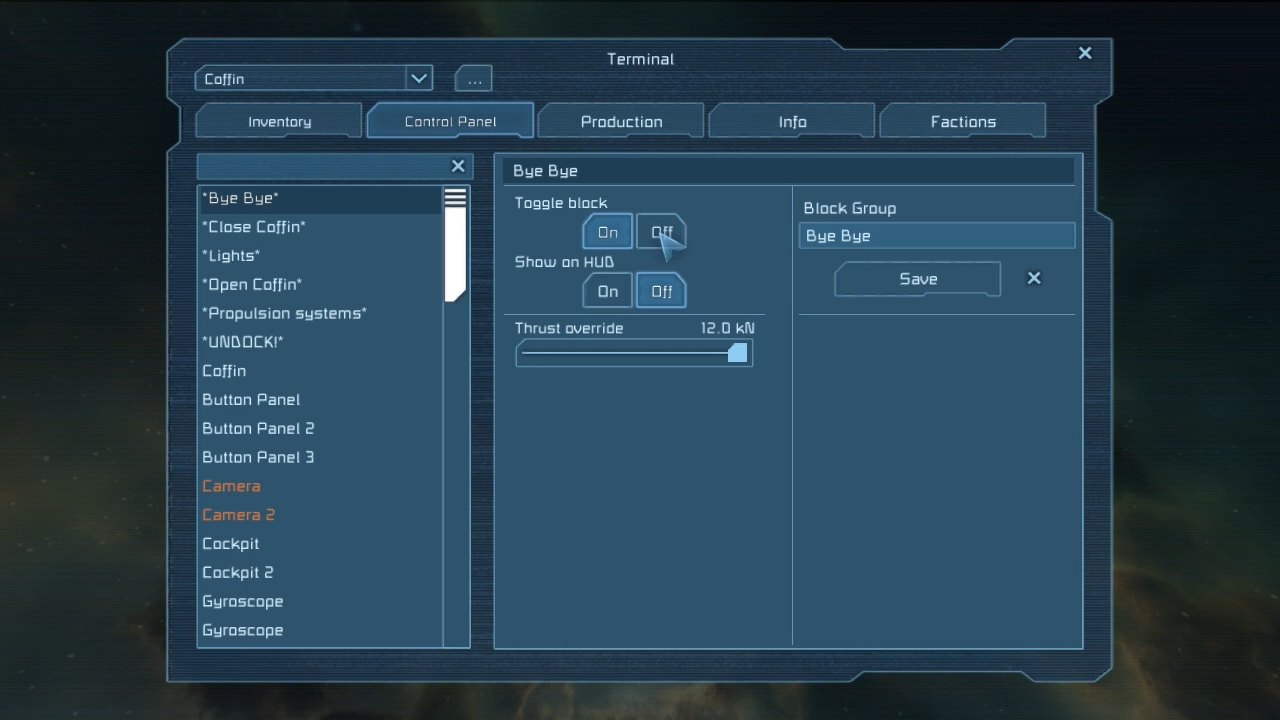 Terminal
Coffin
...
Inventory
Control Panel
Production
Info
Factions
*Bye Bye*
*Close Coffin*
*Lights*
*Open Coffin*
*Propulsion systems*
*UNDOCK!*
Coffin
Button Panel
Button Panel 2
Button Panel 3
Camera
Camera 2
Cockpit
Cockpit 2
Gyroscope
Gyroscope
Bye Bye
Toggle block
On Off
Show on HUD
On Off
Thrust override 12.0 kN
Block Group
Bye Bye
Save